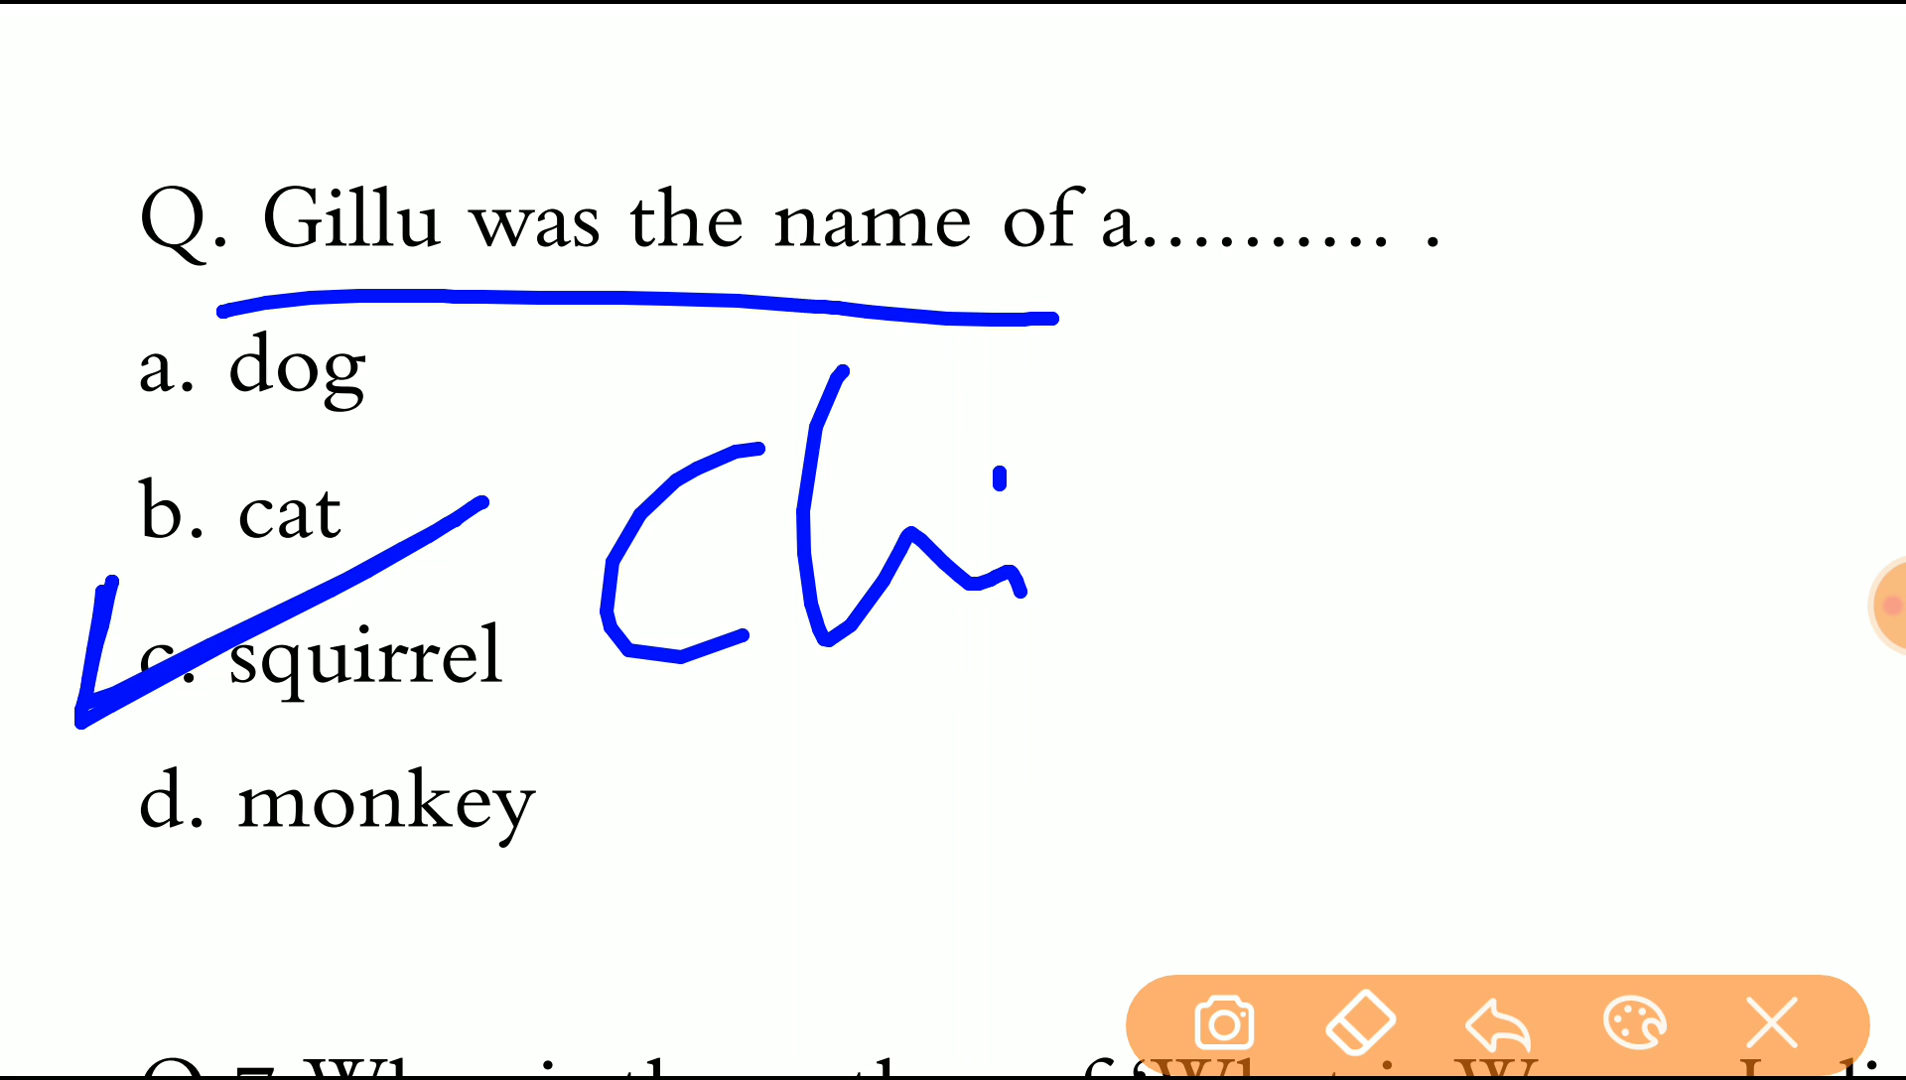 Q. Gillu was the name of a.......... .
a. dog
b. cat
Chi
c. squirrel
d. monkey